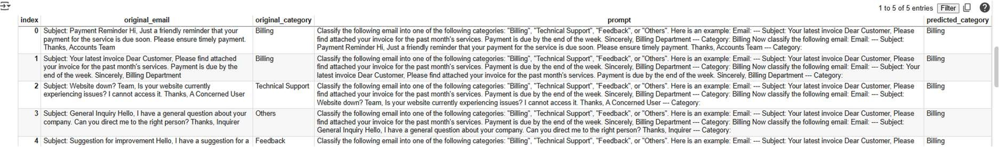 1 to 5 of 5 entries Filter
index original_email original_category prompt predicted_category
0 Subject: Payment Reminder Hi, Just a friendly reminder that your payment for the service is due soon. Please ensure timely payment. Thanks, Accounts Team Billing Classify the following email into one of the following categories: "Billing", "Technical Support", "Feedback", or "Others". Here is an example: Email: --- Subject: Your latest invoice Dear Customer, Please find attached your invoice for the past month's services. Payment is due by the end of the week. Sincerely, Billing Department --- Category: Billing Now classify the following email: Email: --- Subject: Payment Reminder Hi, Just a friendly reminder that your payment for the service is due soon. Please ensure timely payment. Thanks, Accounts Team --- Category: Billing
1 Subject: Your latest invoice Dear Customer, Please find attached your invoice for the past month's services. Payment is due by the end of the week. Sincerely, Billing Department Billing Classify the following email into one of the following categories: "Billing", "Technical Support", "Feedback", or "Others". Here is an example: Email: --- Subject: Your latest invoice Dear Customer, Please find attached your invoice for the past month's services. Payment is due by the end of the week. Sincerely, Billing Department --- Category: Billing Now classify the following email: Email: --- Subject: Your latest invoice Dear Customer, Please find attached your invoice for the past month's services. Payment is due by the end of the week. Sincerely, Billing Department --- Category: Billing
2 Subject: Website down? Team, Is your website currently experiencing issues? I cannot access it. Thanks, A Concerned User Technical Support Classify the following email into one of the following categories: "Billing", "Technical Support", "Feedback", or "Others". Here is an example: Email: --- Subject: Your latest invoice Dear Customer, Please find attached your invoice for the past month's services. Payment is due by the end of the week. Sincerely, Billing Department --- Category: Billing Now classify the following email: Email: --- Subject: Website down? Team, Is your website currently experiencing issues? I cannot access it. Thanks, A Concerned User --- Category: Billing
3 Subject: General Inquiry Hello, I have a general question about your company. Can you direct me to the right person? Thanks, Inquirer Others Classify the following email into one of the following categories: "Billing", "Technical Support", "Feedback", or "Others". Here is an example: Email: --- Subject: Your latest invoice Dear Customer, Please find attached your invoice for the past month's services. Payment is due by the end of the week. Sincerely, Billing Department --- Category: Billing Now classify the following email: Email: --- Subject: General Inquiry Hello, I have a general question about your company. Can you direct me to the right person? Thanks, Inquirer --- Category: Billing
4 Subject: Suggestion for improvement Hello, I have a suggestion for a Feedback Classify the following email into one of the following categories: "Billing", "Technical Support", "Feedback", or "Others". Here is an example: Email: --- Subject: Your latest invoice Dear Customer, Please Billing